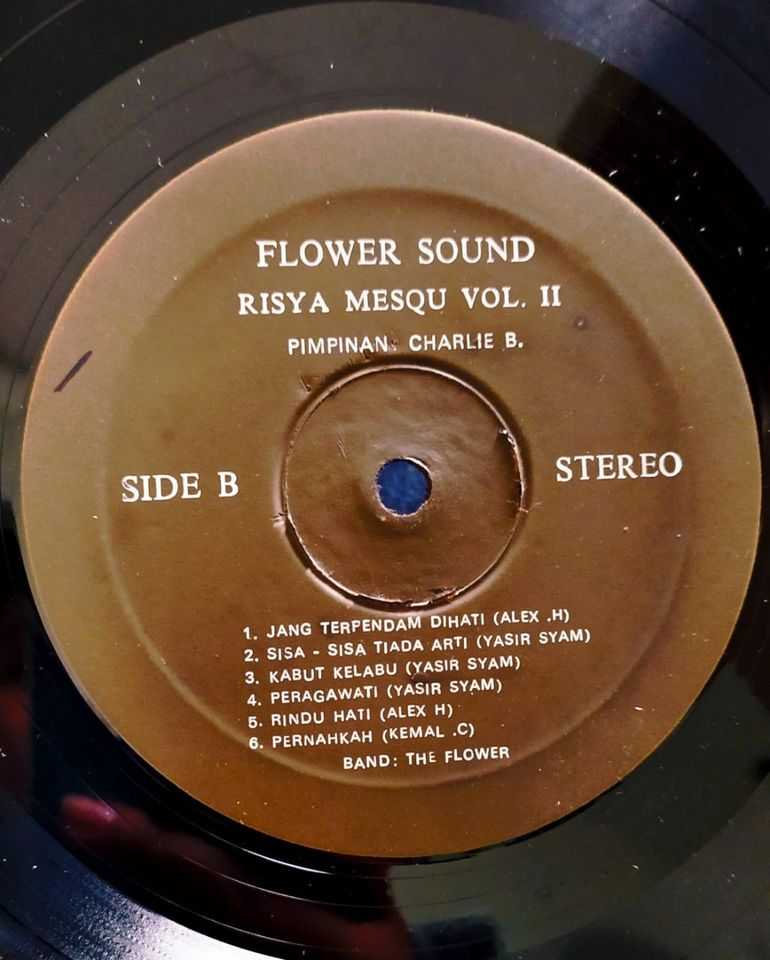 FLOWER SOUND
RISYA MESQU VOL. II
PIMPINAN: CHARLIE B.
SIDE B
STEREO
1. JANG TERPENDAM DIHATI (ALEX .H)
2. SISA - SISA TIADA ARTI (YASIR SYAM)
3. KABUT KELABU (YASIR SYAM)
4. PERAGAWATI (YASIR SYAM)
5. RINDU HATI (ALEX H)
6. PERNAHKAH (KEMAL .C)
BAND: THE FLOWER